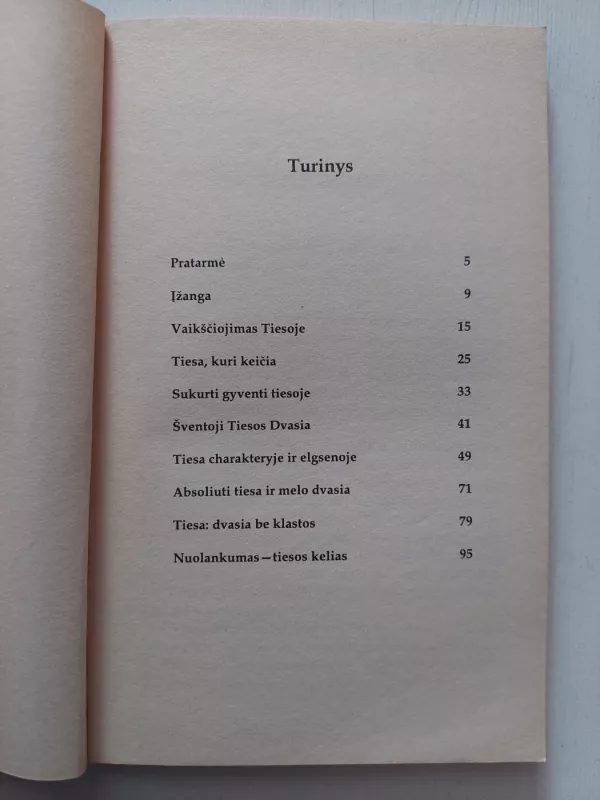 Turinys
Pratarmė 5
Įžanga 9
Vaikščiojimas Tiesoje 15
Tiesa, kuri keičia 25
Sukurti gyventi tiesoje 33
Šventoji Tiesos Dvasia 41
Tiesa charakteryje ir elgsenoje 49
Absoliuti tiesa ir melo dvasia 71
Tiesa: dvasia be klastos 79
Nuolankumas—tiesos kelias 95